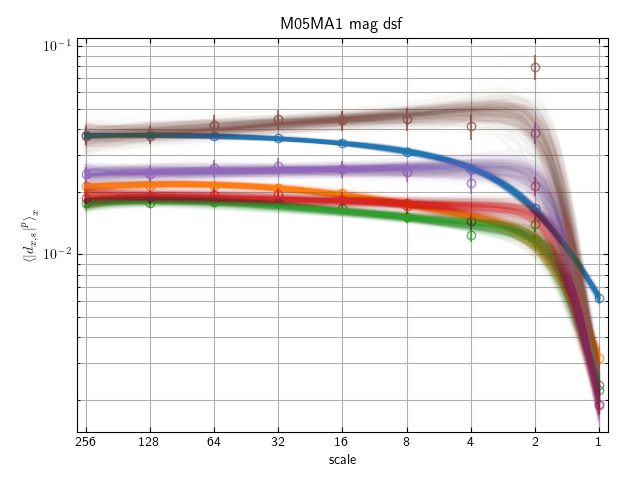 M05MA1 mag dsf
10⁻¹
10⁻²
⟨|d_{x,s}|^p⟩_x
256 128 64 32 16 8 4 2 1
scale